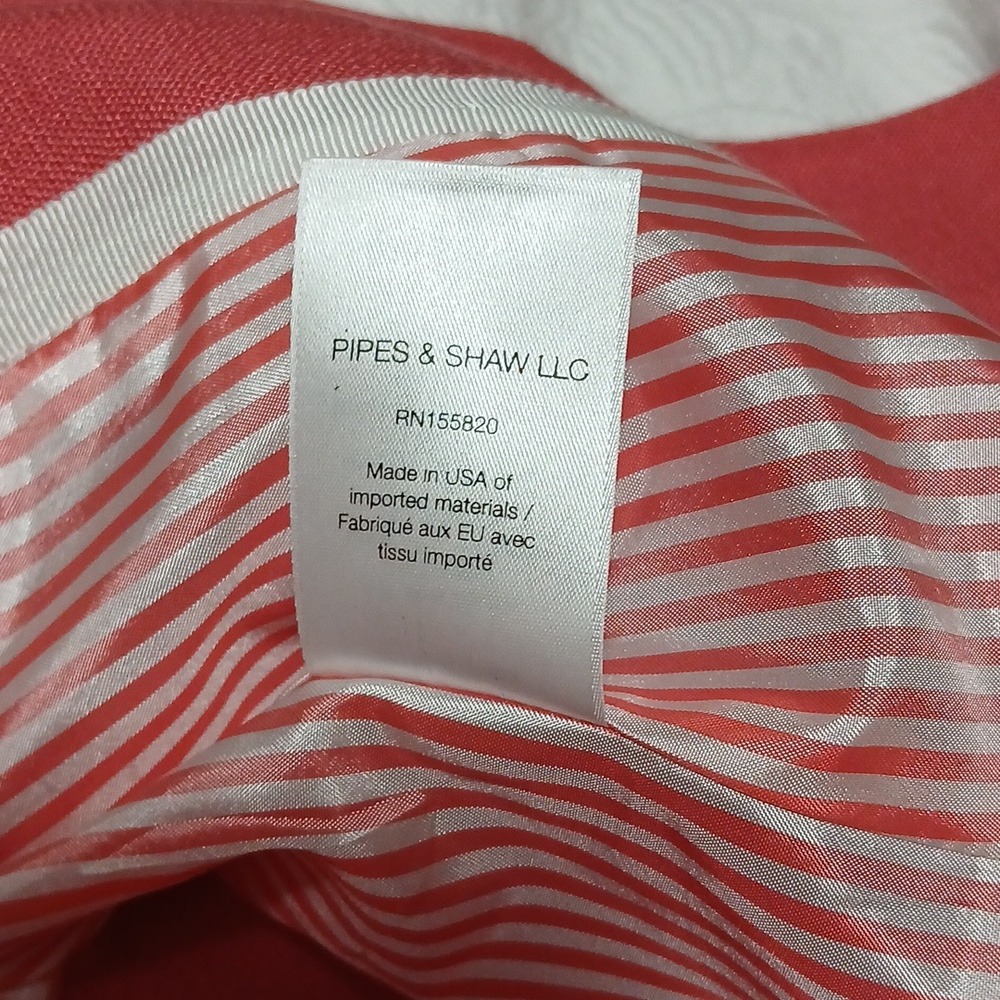 PIPES & SHAW LLC
RN155820
Made in USA of
imported materials /
Fabriqué aux EU avec
tissu importé